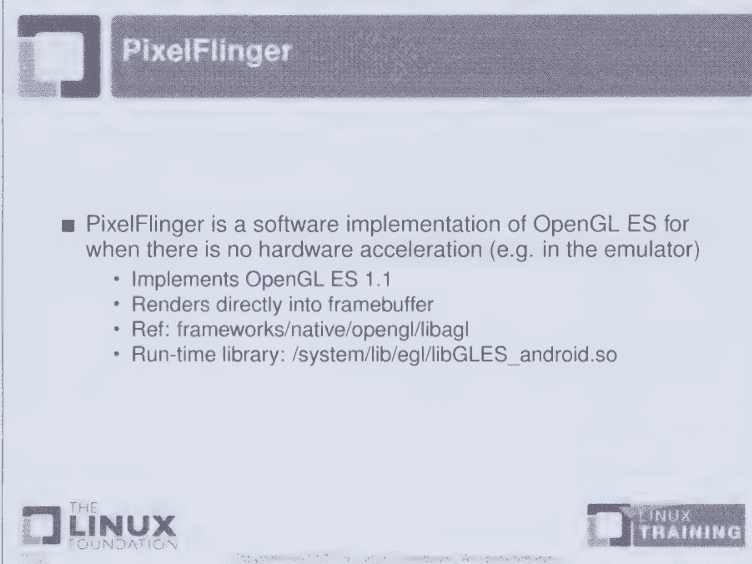 PixelFlinger
■ PixelFlinger is a software implementation of OpenGL ES for
when there is no hardware acceleration (e.g. in the emulator)
• Implements OpenGL ES 1.1
• Renders directly into framebuffer
• Ref: frameworks/native/opengl/libagl
• Run-time library: /system/lib/egl/libGLES_android.so
THE
LINUX
FOUNDATION
LINUX
TRAINING